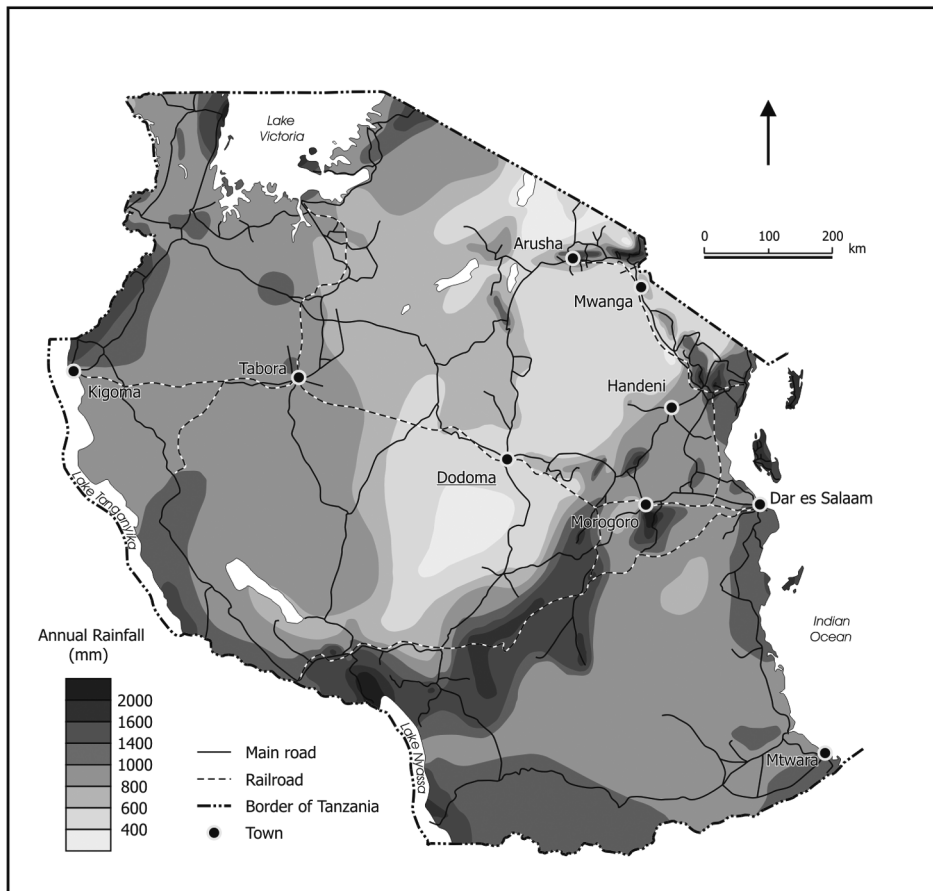 Lake
Victoria
0 100 200
km
Arusha
Mwanga
Tabora
Kigoma
Handeni
Dodoma
Lake Tanganyika
Dar es Salaam
Morogoro
Indian
Ocean
Annual Rainfall
(mm)
2000
1600
1400
1000
800
600
400
Lake Nyassa
Main road
Railroad
Border of Tanzania
Town
Mtwara